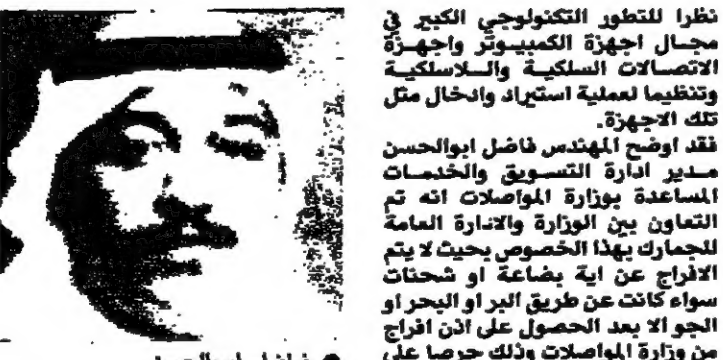 نظرا للتطور التكنولوجي الكبير في
مجال اجهزة الكمبيوتر واجهزة
الاتصالات السلكية والسلاسلكية
وتنظيما لعملية استيراد وادخال مثل
تلك الاجهزة.
فقد اوضح المهندس فاضل ابوالحسن
مدير ادارة التسويق والخدمات
المساعدة بوزارة المواصلات انه تم
التعاون بين الوزارة والادارة العامة
للجمارك بهذا الخصوص بحيث لا يتم
الافراج عن اية بضاعة او شحنات
سواء كانت عن طريق البر او البحر او
الجو الا بعد الحصول على اذن افراج
من وزارة المواصلات وذلك حرصا على